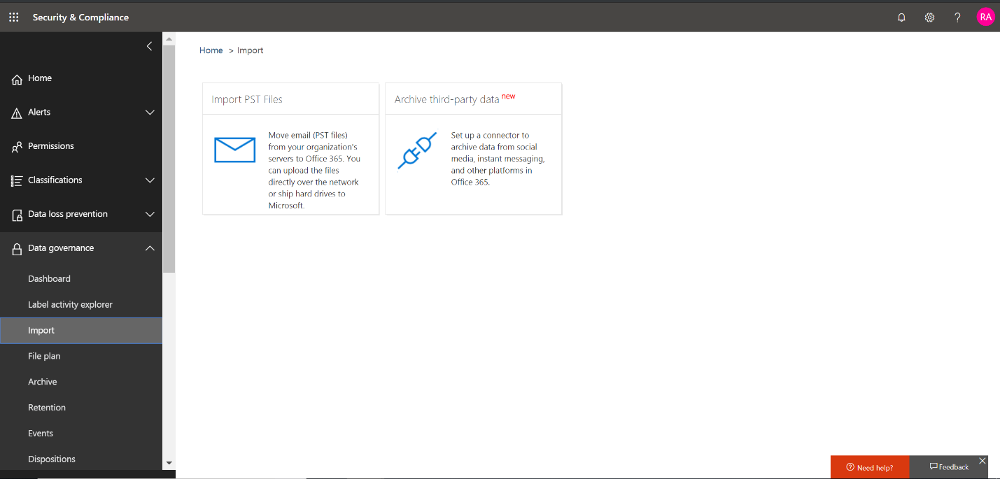 Security & Compliance
RA
Home > Import
Home
Alerts
Permissions
Classifications
Data loss prevention
Data governance
Dashboard
Label activity explorer
Import
File plan
Archive
Retention
Events
Dispositions
Import PST Files
Move email (PST files)
from your organization's
servers to Office 365. You
can upload the files
directly over the network
or ship hard drives to
Microsoft.
Archive third-party data new
Set up a connector to
archive data from social
media, instant messaging,
and other platforms in
Office 365.
Need help?
Feedback